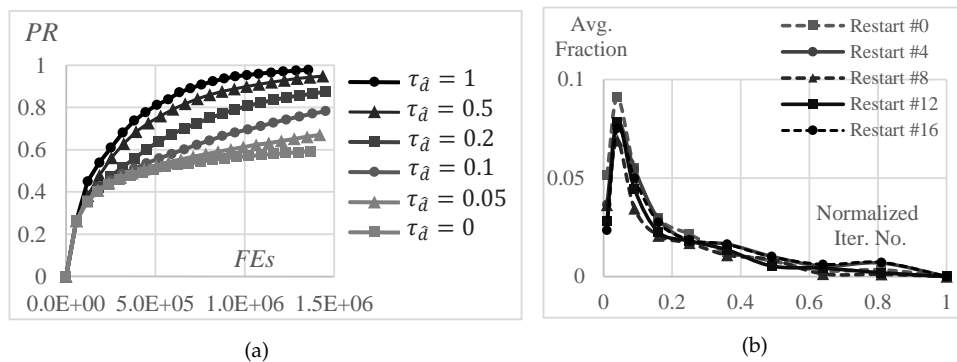 PR
1
0.8
0.6
0.4
0.2
0
0.0E+00 5.0E+05 1.0E+06 1.5E+06
FEs
τ_â = 1
τ_â = 0.5
τ_â = 0.2
τ_â = 0.1
τ_â = 0.05
τ_â = 0
(a)
Avg.
Fraction
0.1
0.05
0
0 0.2 0.4 0.6 0.8 1
Normalized
Iter. No.
Restart #0
Restart #4
Restart #8
Restart #12
Restart #16
(b)